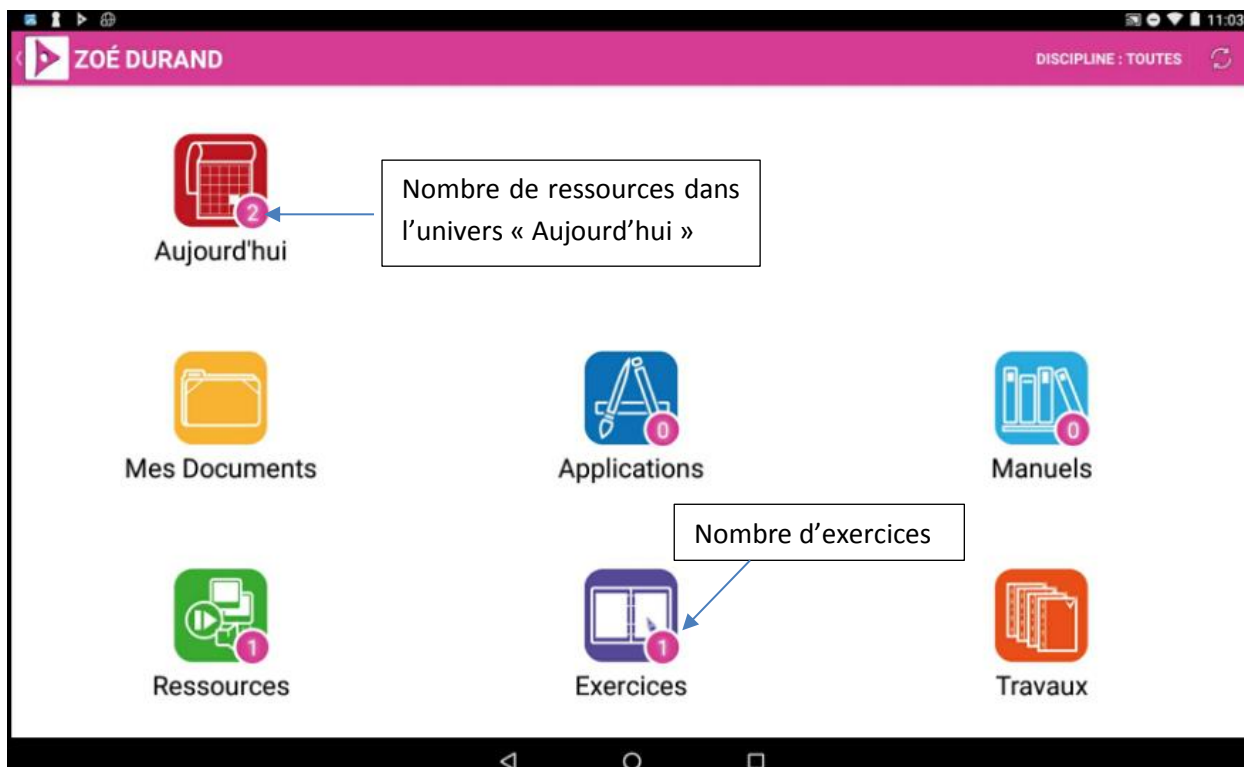 11:03
ZOÉ DURAND
DISCIPLINE : TOUTES
2
Aujourd'hui
Nombre de ressources dans
l’univers « Aujourd’hui »
Mes Documents
0
Applications
0
Manuels
Nombre d’exercices
1
Ressources
1
Exercices
Travaux